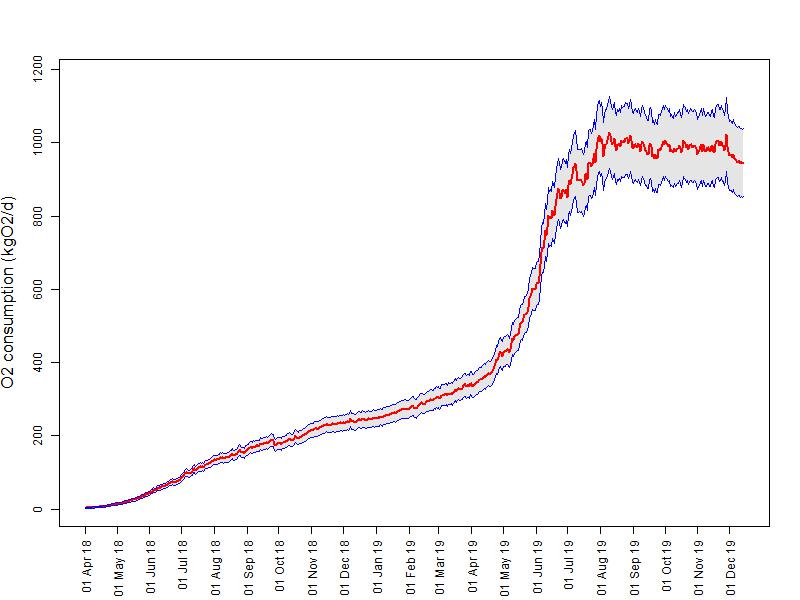 O2 consumption (kgO2/d)
1200
1000
800
600
400
200
0
01 Apr 18
01 May 18
01 Jun 18
01 Jul 18
01 Aug 18
01 Sep 18
01 Oct 18
01 Nov 18
01 Dec 18
01 Jan 19
01 Feb 19
01 Mar 19
01 Apr 19
01 May 19
01 Jun 19
01 Jul 19
01 Aug 19
01 Sep 19
01 Oct 19
01 Nov 19
01 Dec 19